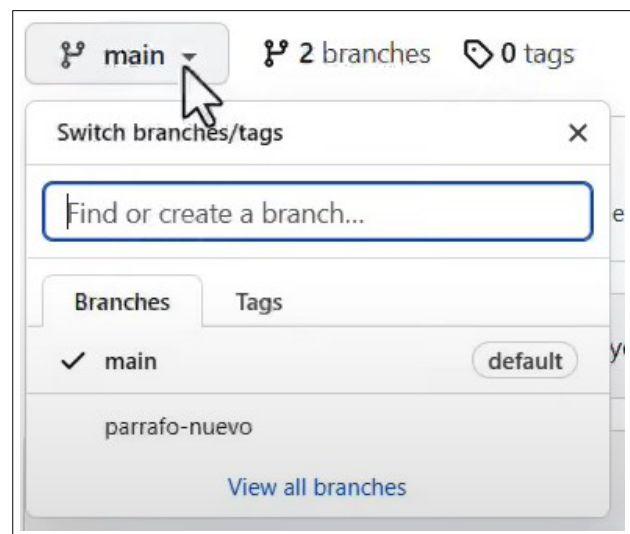 main 2 branches 0 tags
Switch branches/tags
Find or create a branch...
Branches Tags
main default
parrafo-nuevo
View all branches